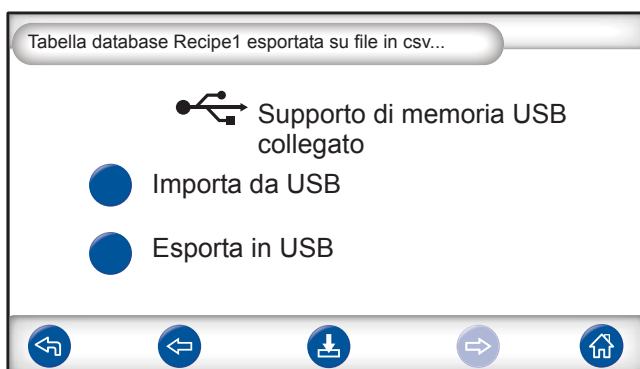 Tabella database Recipe1 esportata su file in csv...
Supporto di memoria USB
collegato
Importa da USB
Esporta in USB